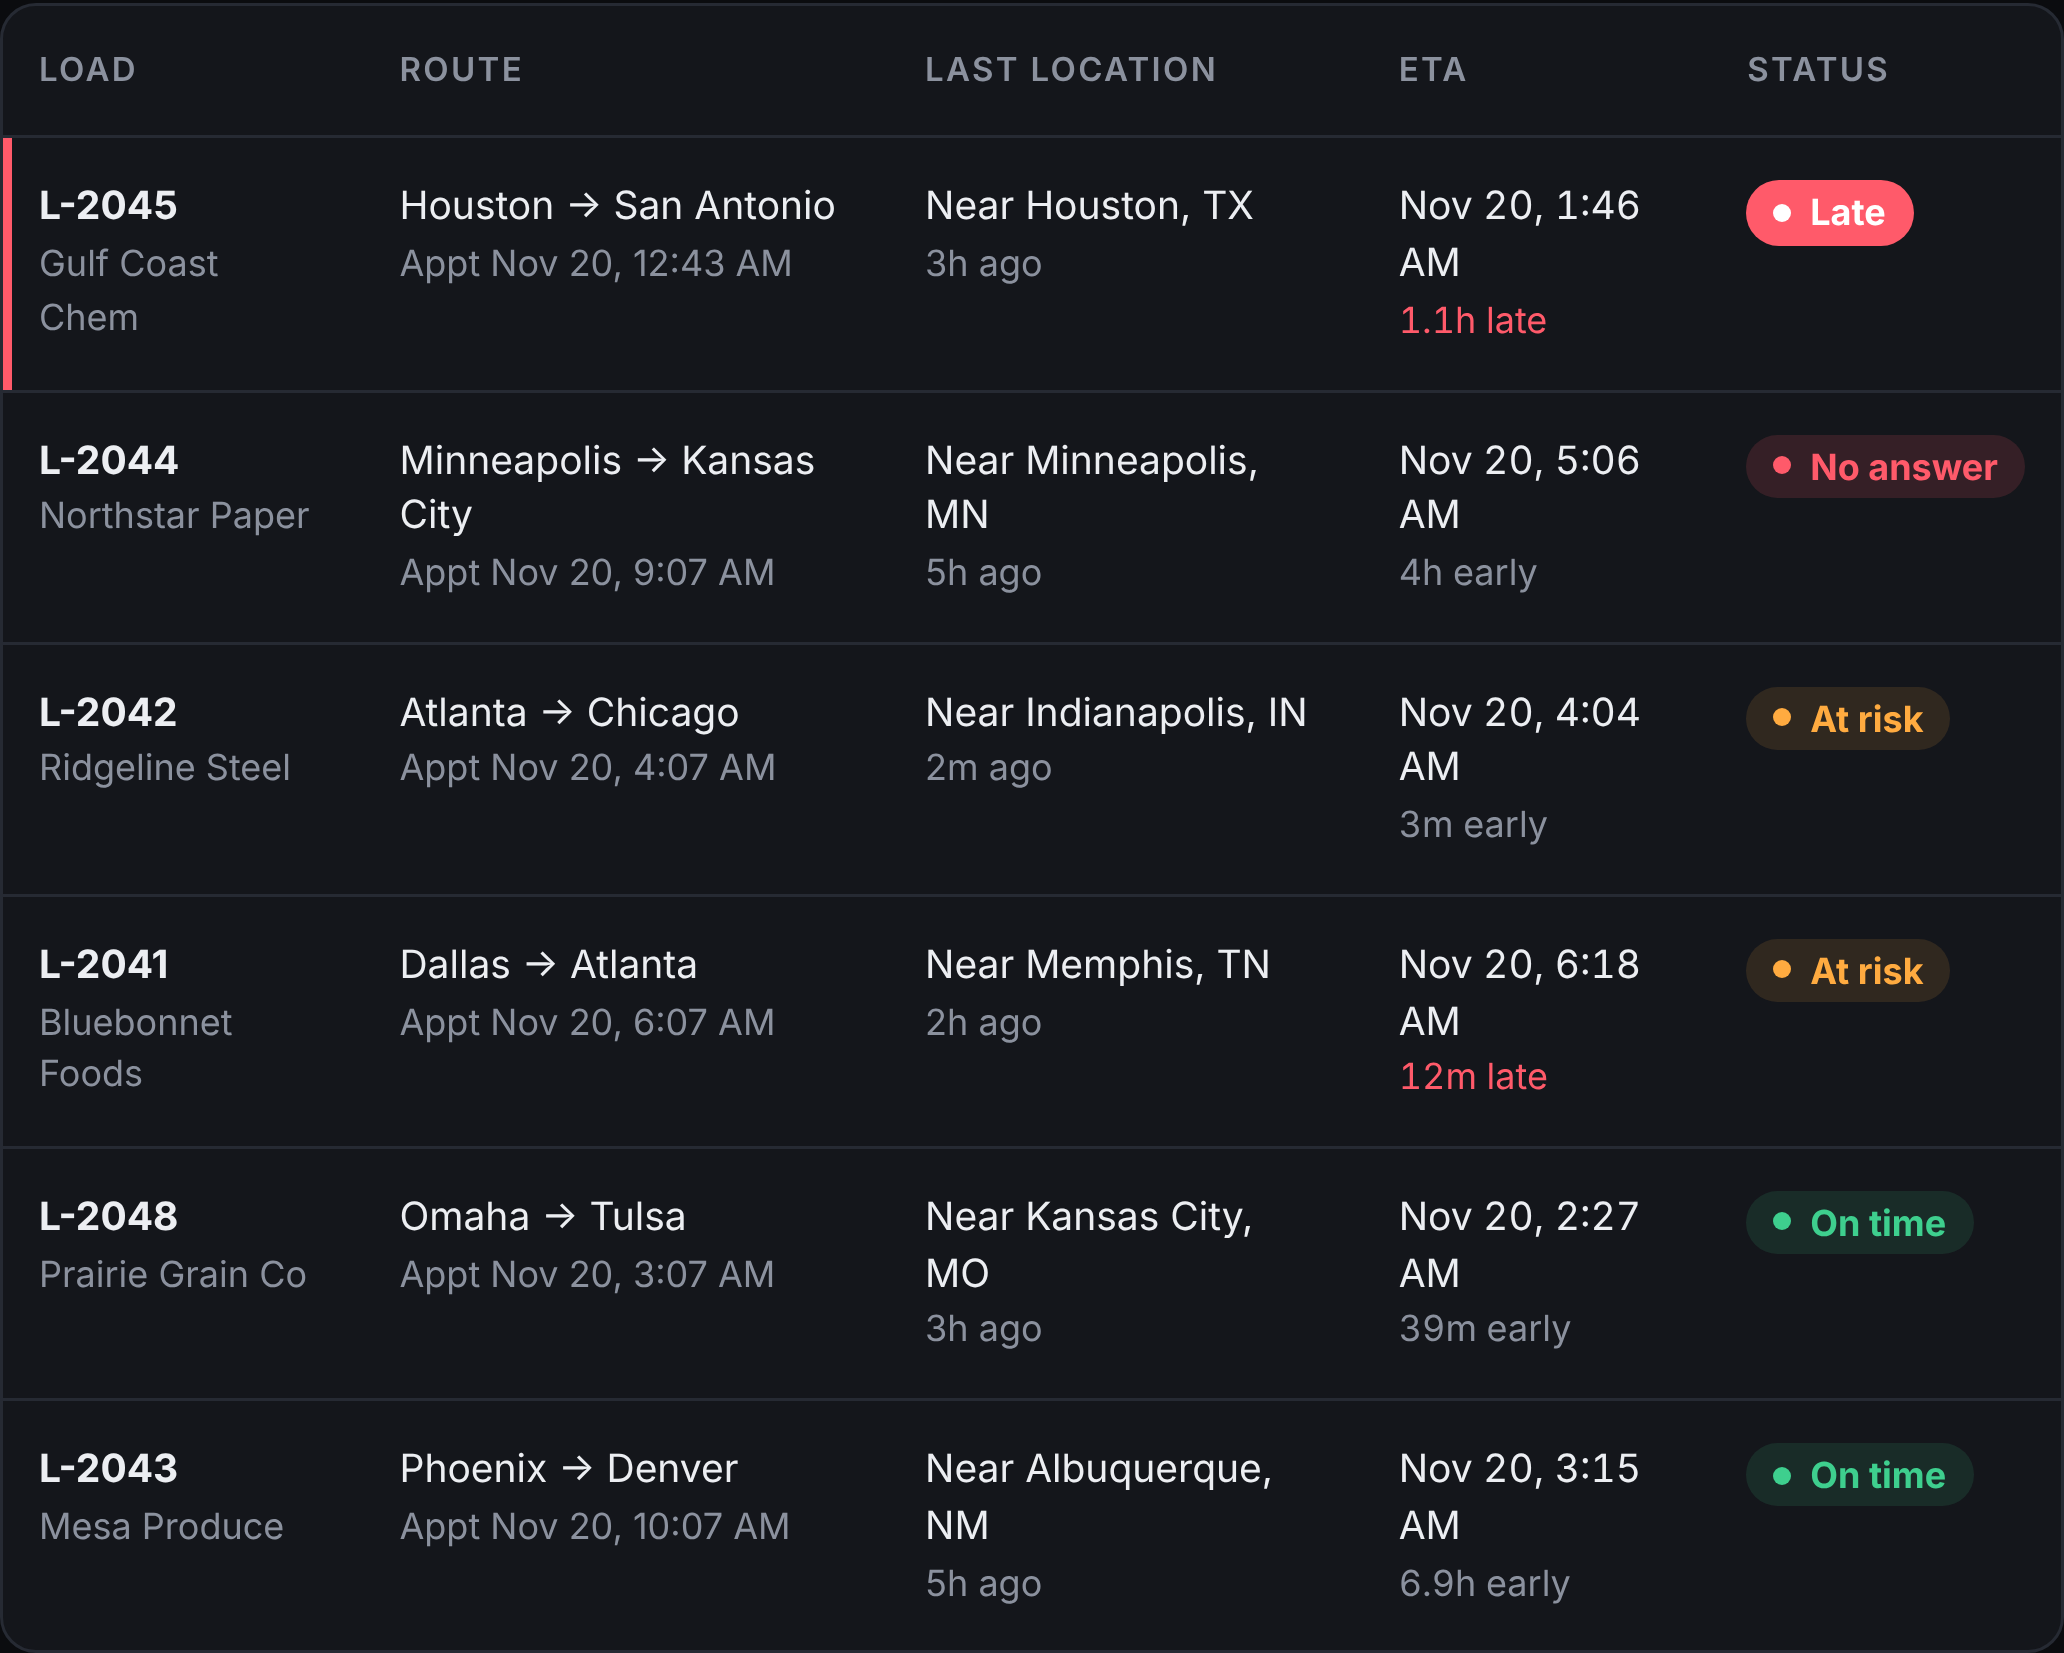 LOAD ROUTE LAST LOCATION ETA STATUS
L-2045
Gulf Coast
Chem
Houston → San Antonio
Appt Nov 20, 12:43 AM
Near Houston, TX
3h ago
Nov 20, 1:46
AM
1.1h late
Late
L-2044
Northstar Paper
Minneapolis → Kansas
City
Appt Nov 20, 9:07 AM
Near Minneapolis,
MN
5h ago
Nov 20, 5:06
AM
4h early
No answer
L-2042
Ridgeline Steel
Atlanta → Chicago
Appt Nov 20, 4:07 AM
Near Indianapolis, IN
2m ago
Nov 20, 4:04
AM
3m early
At risk
L-2041
Bluebonnet
Foods
Dallas → Atlanta
Appt Nov 20, 6:07 AM
Near Memphis, TN
2h ago
Nov 20, 6:18
AM
12m late
At risk
L-2048
Prairie Grain Co
Omaha → Tulsa
Appt Nov 20, 3:07 AM
Near Kansas City,
MO
3h ago
Nov 20, 2:27
AM
39m early
On time
L-2043
Mesa Produce
Phoenix → Denver
Appt Nov 20, 10:07 AM
Near Albuquerque,
NM
5h ago
Nov 20, 3:15
AM
6.9h early
On time